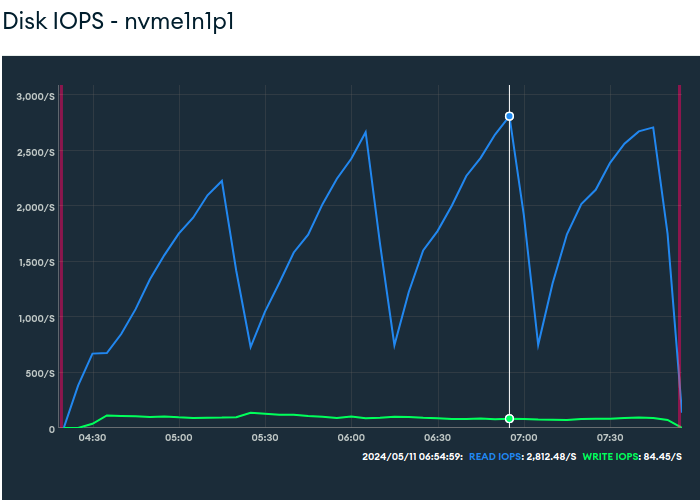 Disk IOPS - nvme1n1p1
3,000/S
2,500/S
2,000/S
1,500/S
1,000/S
500/S
0
04:30 05:00 05:30 06:00 06:30 07:00 07:30
2024/05/11 06:54:59: READ IOPS: 2,812.48/S WRITE IOPS: 84.45/S